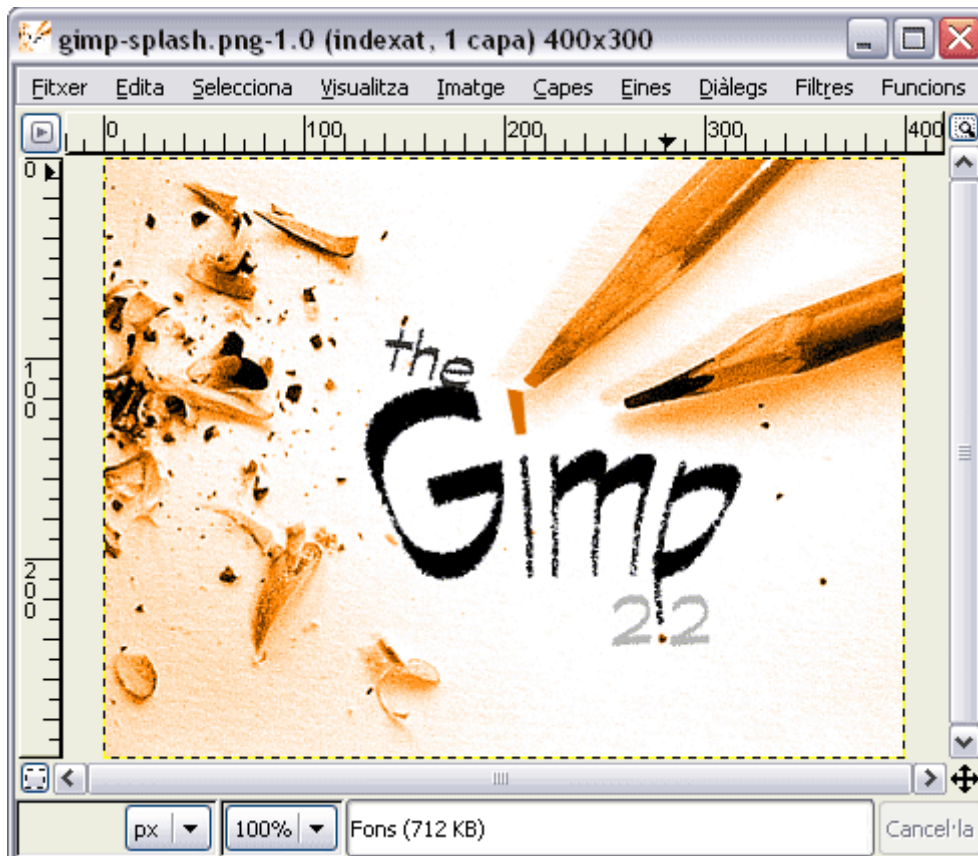 gimp-splash.png-1.0 (indexat, 1 capa) 400x300
Fitxer Edita Selecciona Visualitza Imatge Capes Eines Diàlegs Filtres Funcions
0 100 200 300 400
0
the
100
Gimp
200
2.2
px 100% Fons (712 KB) Cancel·la